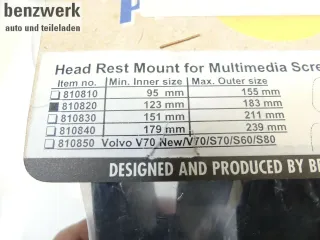 benzwerk
auto und teileladen
Head Rest Mount for Multimedia Scre
Item no. Min. Inner size Max. Outer size
810810 95 mm 155 mm
810820 123 mm 183 mm
810830 151 mm 211 mm
810840 179 mm 239 mm
810850 Volvo V70 New/V70/S70/S60/S80
DESIGNED AND PRODUCED BY BR